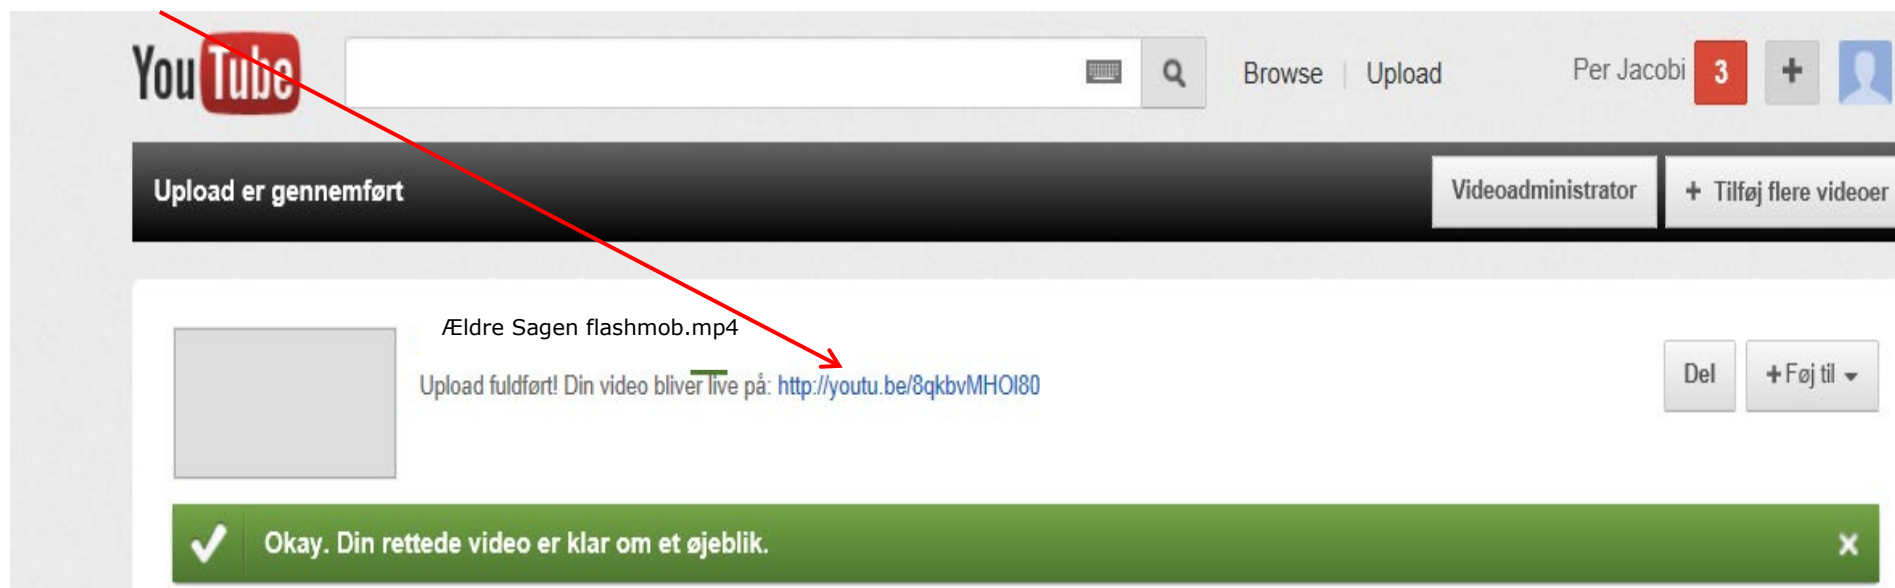 YouTube
Browse | Upload
Per Jacobi 3 +
Upload er gennemført
Videoadministrator
+ Tilføj flere videoer
Ældre Sagen flashmob.mp4
Upload fuldført! Din video bliver live på: http://youtu.be/8qkbvMHOI80
Del
+ Føj til
Okay. Din rettede video er klar om et øjeblik.
x